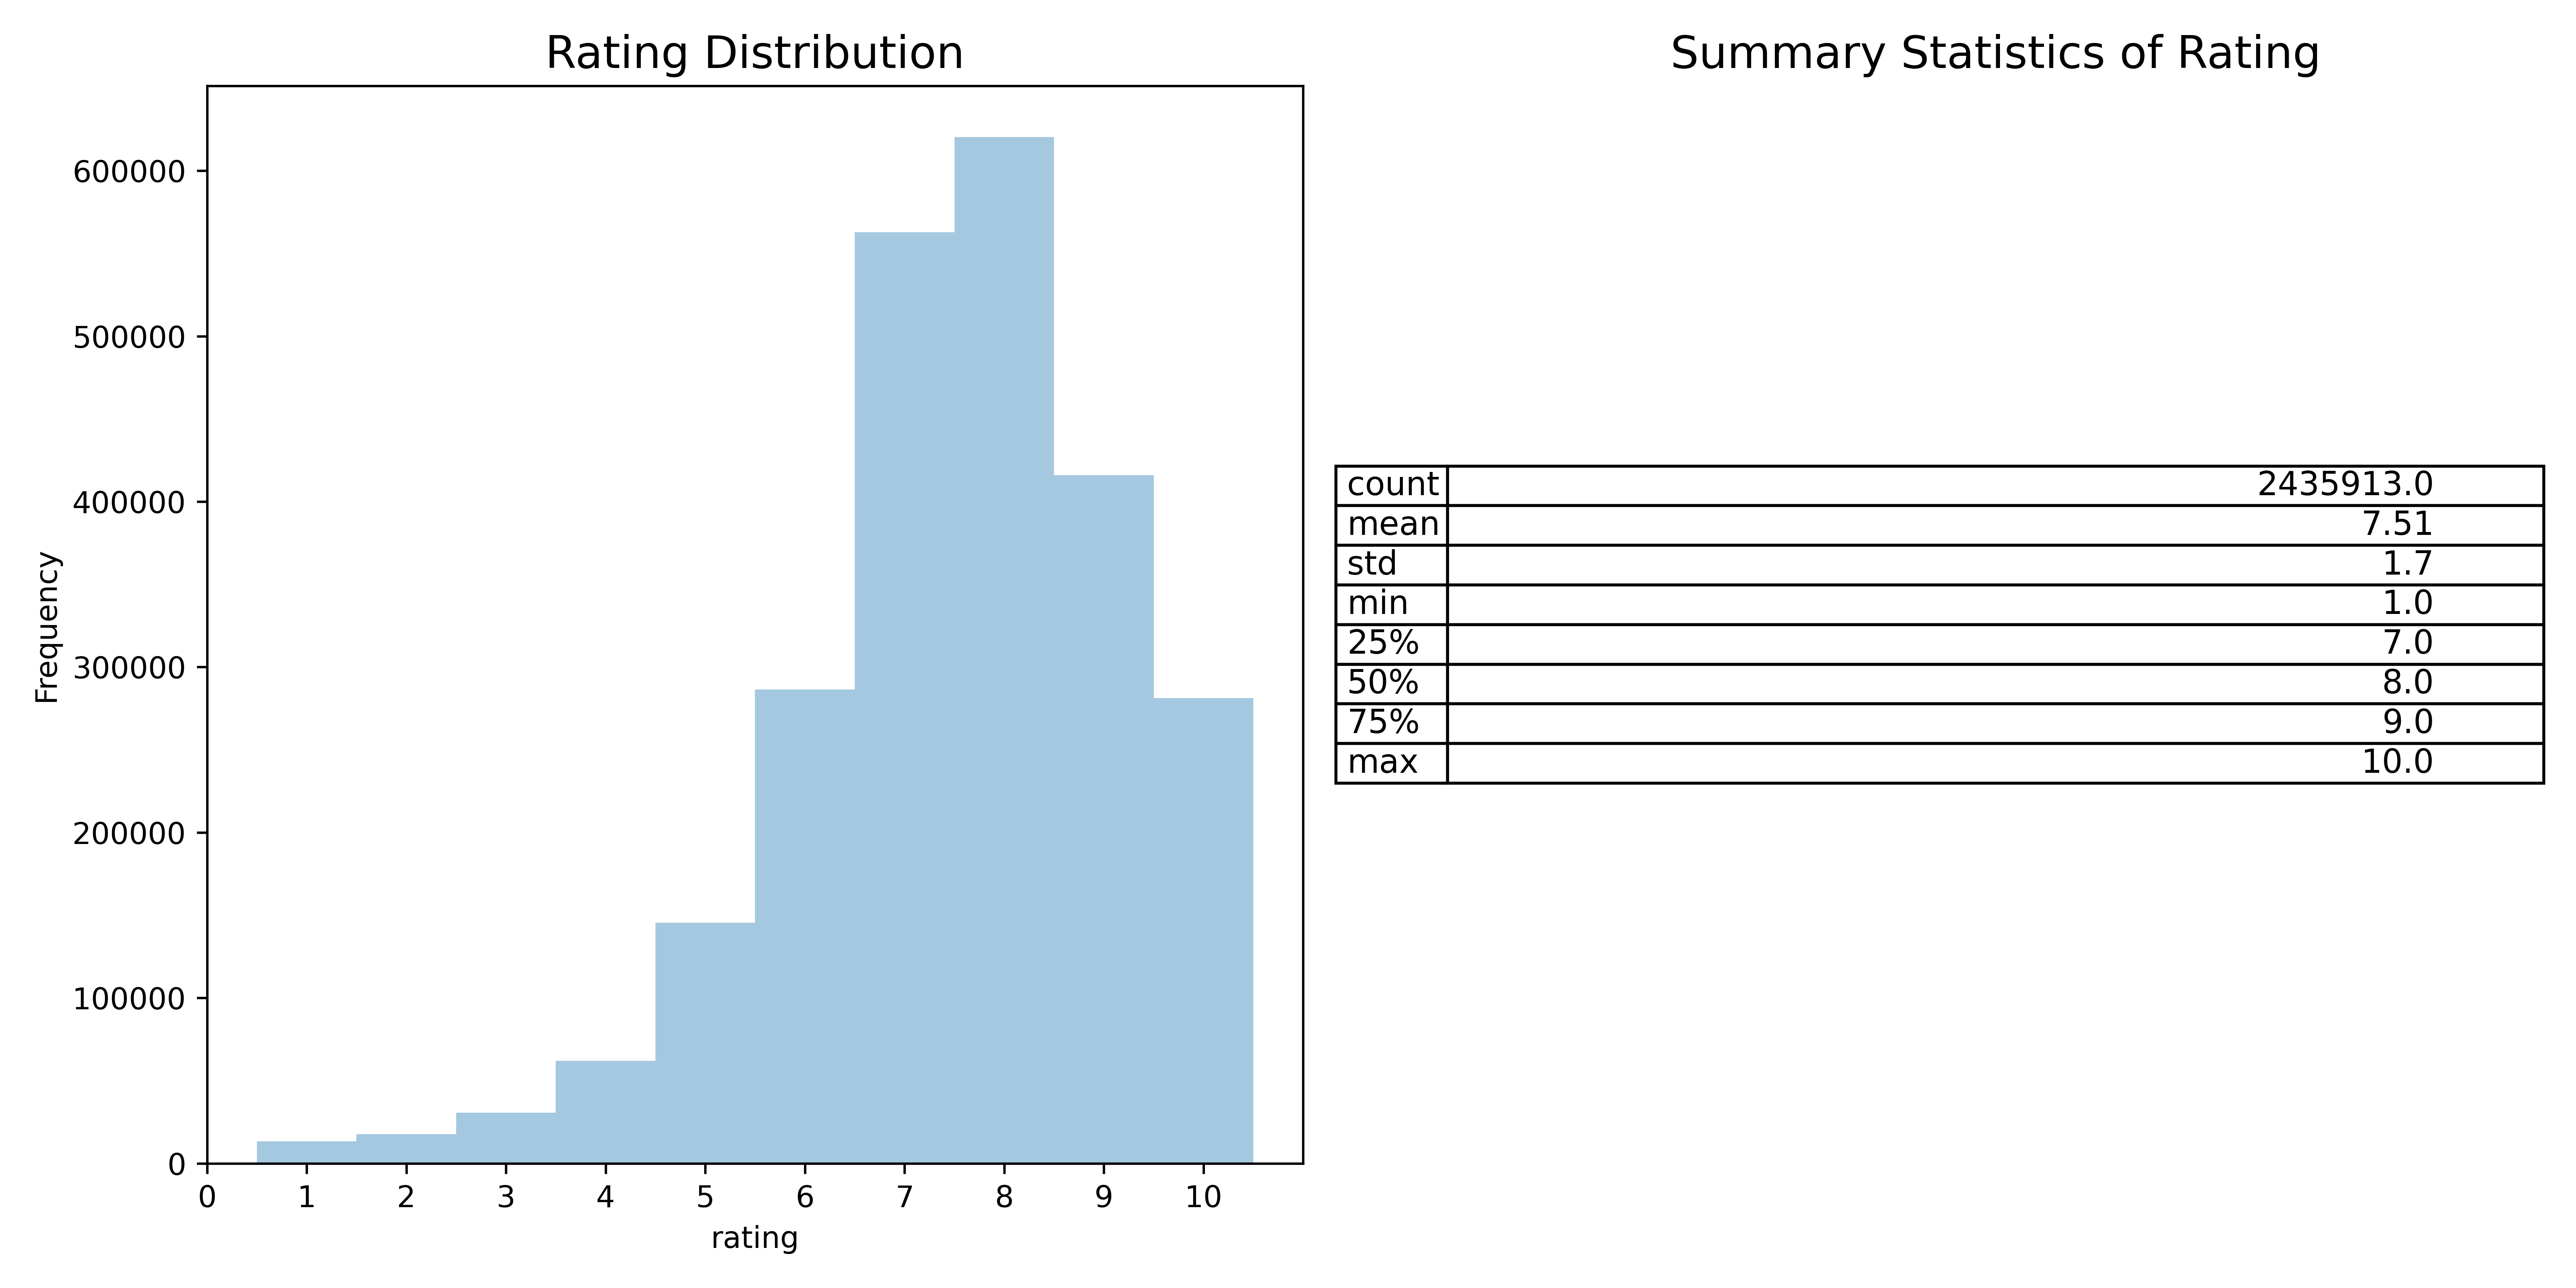 Rating Distribution
600000
500000
400000
300000
200000
100000
0
Frequency
0 1 2 3 4 5 6 7 8 9 10
rating
Summary Statistics of Rating
count 2435913.0
mean 7.51
std 1.7
min 1.0
25% 7.0
50% 8.0
75% 9.0
max 10.0